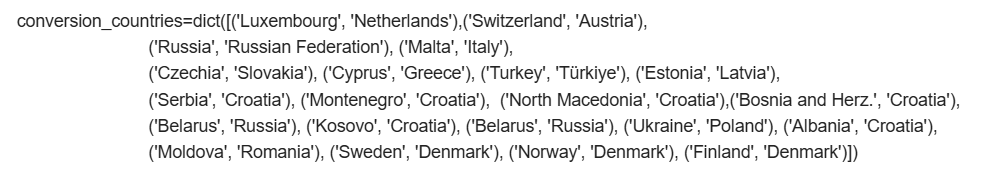 conversion_countries=dict([('Luxembourg', 'Netherlands'),('Switzerland', 'Austria'),
('Russia', 'Russian Federation'), ('Malta', 'Italy'),
('Czechia', 'Slovakia'), ('Cyprus', 'Greece'), ('Turkey', 'Türkiye'), ('Estonia', 'Latvia'),
('Serbia', 'Croatia'), ('Montenegro', 'Croatia'),  ('North Macedonia', 'Croatia'),('Bosnia and Herz.', 'Croatia'),
('Belarus', 'Russia'), ('Kosovo', 'Croatia'), ('Belarus', 'Russia'), ('Ukraine', 'Poland'), ('Albania', 'Croatia'),
('Moldova', 'Romania'), ('Sweden', 'Denmark'), ('Norway', 'Denmark'), ('Finland', 'Denmark')])